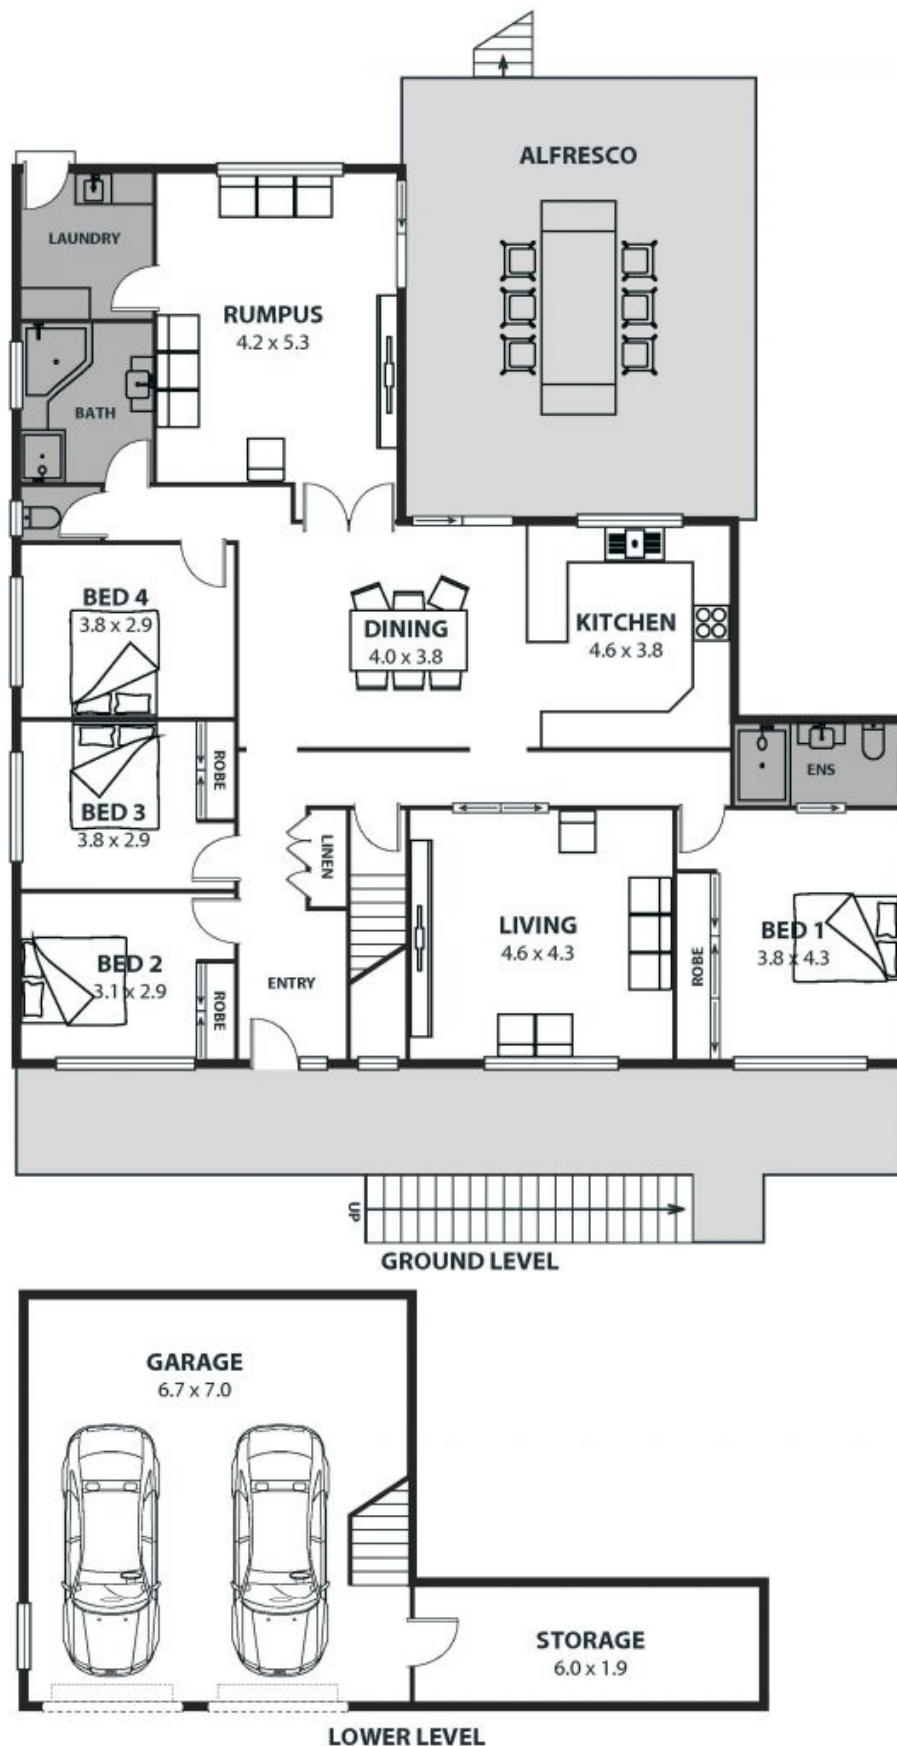 ALFRESCO
LAUNDRY
RUMPUS
4.2 x 5.3
BATH
BED 4
3.8 x 2.9
DINING
4.0 x 3.8
KITCHEN
4.6 x 3.8
ROBE
ENS
BED 3
3.8 x 2.9
LINEN
LIVING
4.6 x 4.3
BED 1
3.8 x 4.3
ROBE
BED 2
3.1 x 2.9
ROBE
ENTRY
UP
GROUND LEVEL
GARAGE
6.7 x 7.0
STORAGE
6.0 x 1.9
LOWER LEVEL